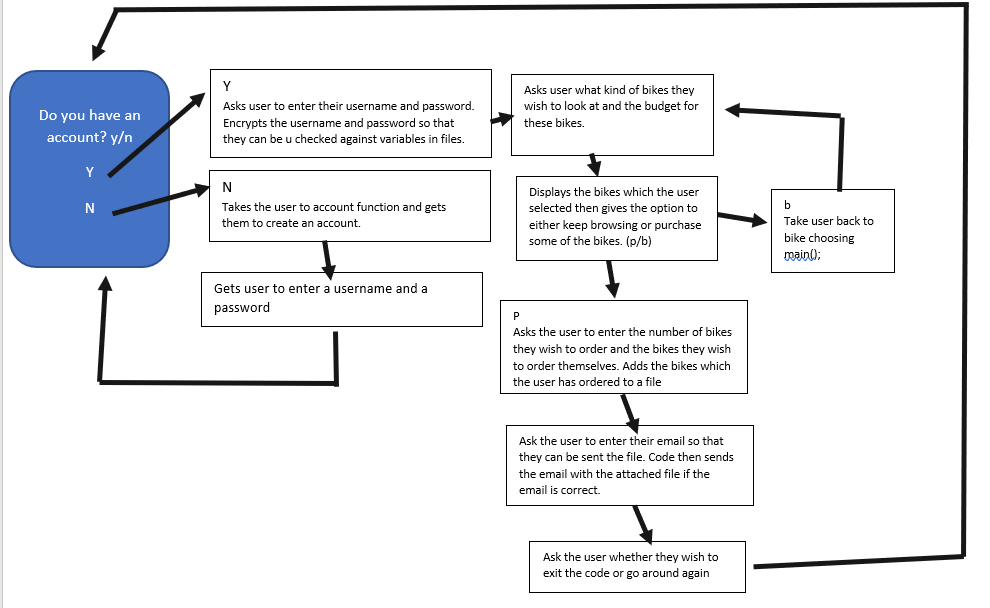 Do you have an
account? y/n
Y
N
Y
Asks user to enter their username and password.
Encrypts the username and password so that
they can be u checked against variables in files.
N
Takes the user to account function and gets
them to create an account.
Gets user to enter a username and a
password
Asks user what kind of bikes they
wish to look at and the budget for
these bikes.
Displays the bikes which the user
selected then gives the option to
either keep browsing or purchase
some of the bikes. (p/b)
b
Take user back to
bike choosing
main();
P
Asks the user to enter the number of bikes
they wish to order and the bikes they wish
to order themselves. Adds the bikes which
the user has ordered to a file
Ask the user to enter their email so that
they can be sent the file. Code then sends
the email with the attached file if the
email is correct.
Ask the user whether they wish to
exit the code or go around again